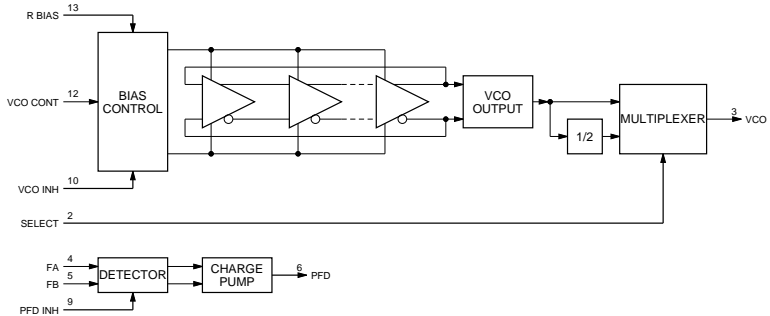 R BIAS
13
BIAS
CONTROL
VCO CONT
12
VCO INH
10
VCO
OUTPUT
1/2
MULTIPLEXER
3
VCO
SELECT
2
FA
4
FB
5
DETECTOR
PFD INH
9
CHARGE
PUMP
6
PFD